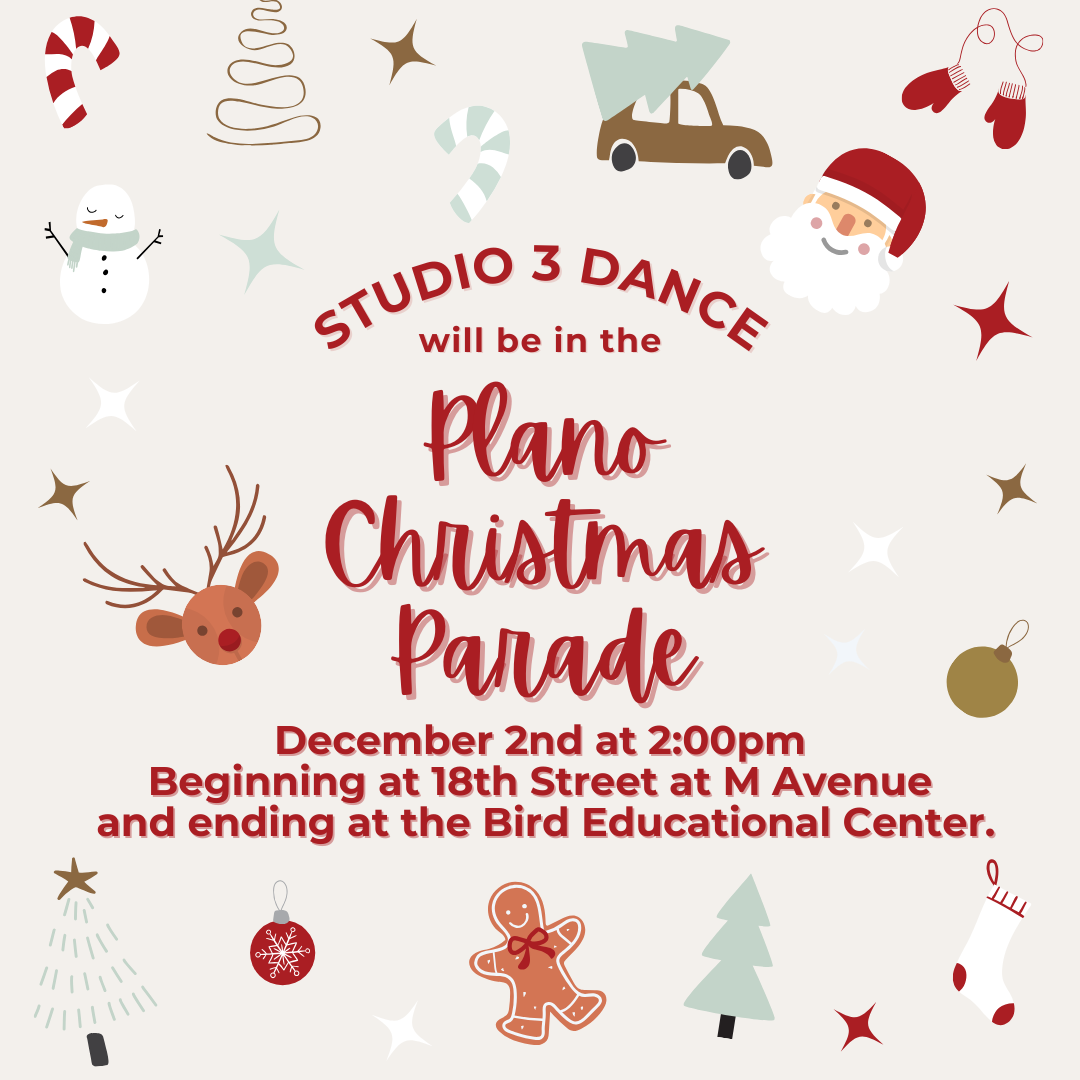 STUDIO 3 DANCE
will be in the
Plano
Christmas
Parade
December 2nd at 2:00pm
Beginning at 18th Street at M Avenue
and ending at the Bird Educational Center.